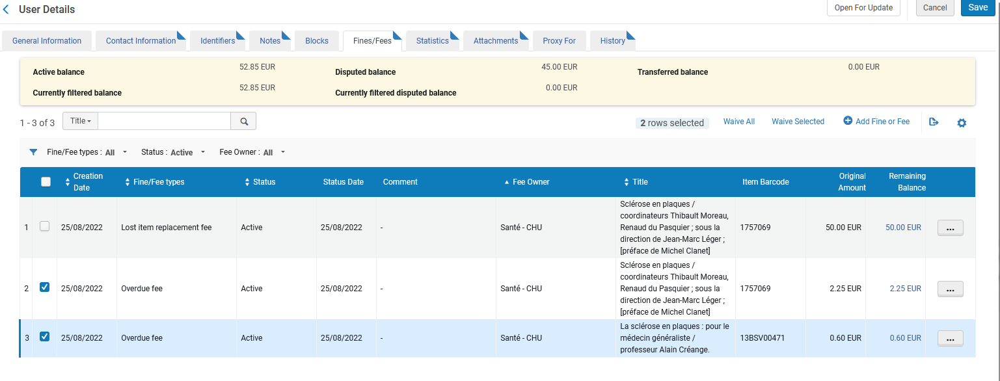 User Details
Open For Update
Cancel
Save
General Information
Contact Information
Identifiers
Notes
Blocks
Fines/Fees
Statistics
Attachments
Proxy For
History
Active balance 52.85 EUR Disputed balance 45.00 EUR Transferred balance 0.00 EUR
Currently filtered balance 52.85 EUR Currently filtered disputed balance 0.00 EUR
1 - 3 of 3 Title 2 rows selected Waive All Waive Selected Add Fine or Fee
Fine/Fee types : All Status : Active Fee Owner : All
Creation
Date
Fine/Fee types
Status
Status Date
Comment
Fee Owner
Title
Item Barcode
Original
Amount
Remaining
Balance
1 25/08/2022 Lost item replacement fee Active 25/08/2022 - Santé - CHU
Sclérose en plaques /
coordinateurs Thibault Moreau,
Renaud du Pasquier ; sous la
direction de Jean-Marc Léger ;
[préface de Michel Clanet]
1757069 50.00 EUR 50.00 EUR ...
2 25/08/2022 Overdue fee Active 25/08/2022 - Santé - CHU
Sclérose en plaques /
coordinateurs Thibault Moreau,
Renaud du Pasquier ; sous la
direction de Jean-Marc Léger ;
[préface de Michel Clanet]
1757069 2.25 EUR 2.25 EUR ...
3 25/08/2022 Overdue fee Active 25/08/2022 - Santé - CHU
La sclérose en plaques : pour le
médecin généraliste /
professeur Alain Créange.
13BSV00471 0.60 EUR 0.60 EUR ...